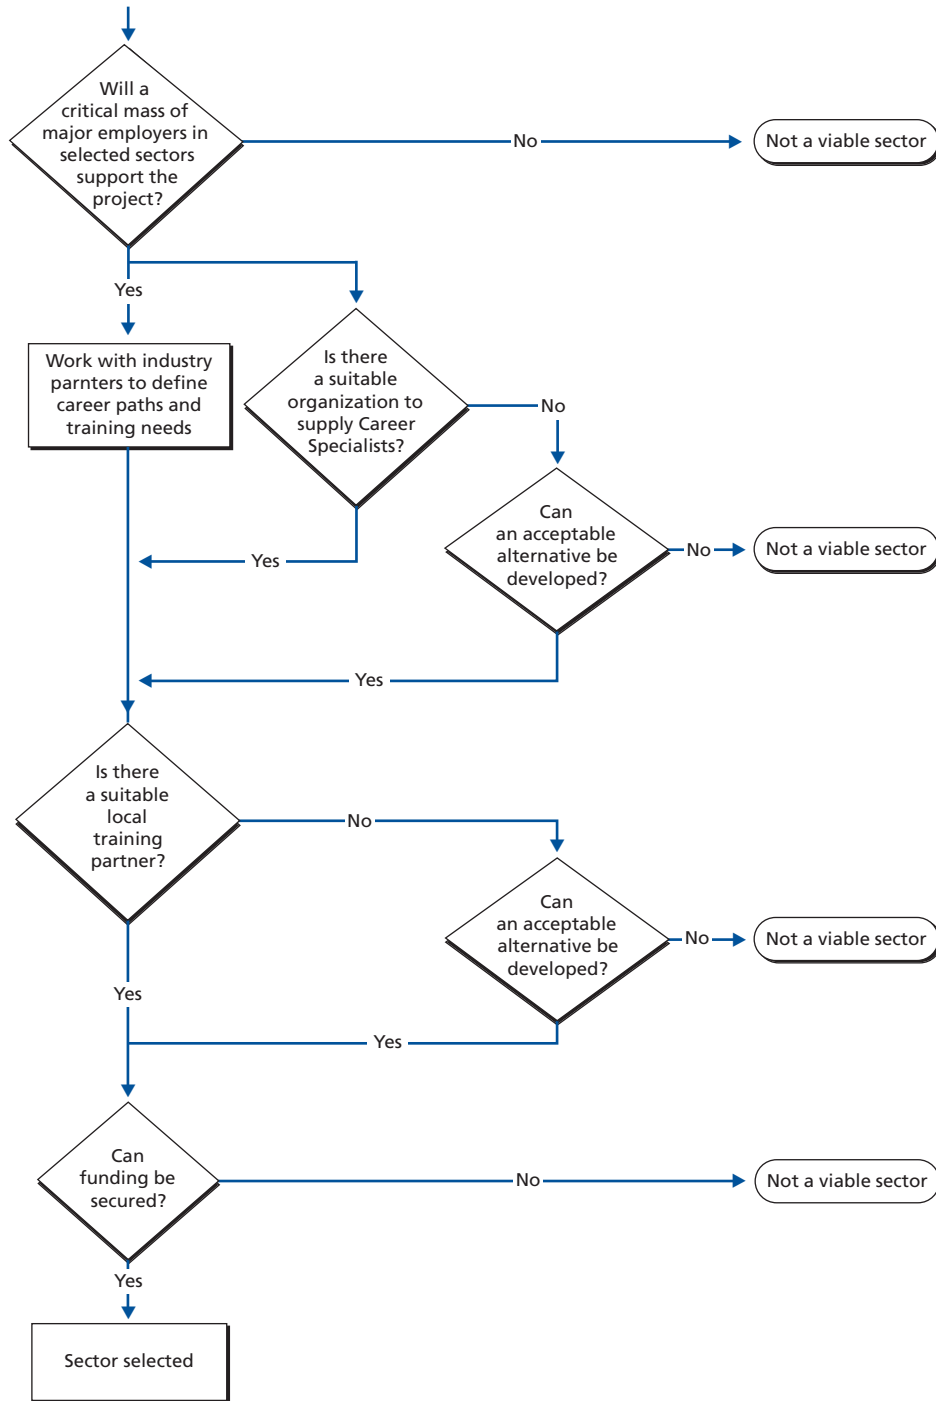 Will a
critical mass of
major employers in
selected sectors
support the
project?
No
Not a viable sector
Yes
Work with industry
parnters to define
career paths and
training needs
Is there
a suitable
organization to
supply Career
Specialists?
No
Can
an acceptable
alternative be
developed?
No
Not a viable sector
Yes
Yes
Is there
a suitable
local
training
partner?
No
Can
an acceptable
alternative be
developed?
No
Not a viable sector
Yes
Yes
Can
funding be
secured?
No
Not a viable sector
Yes
Sector selected